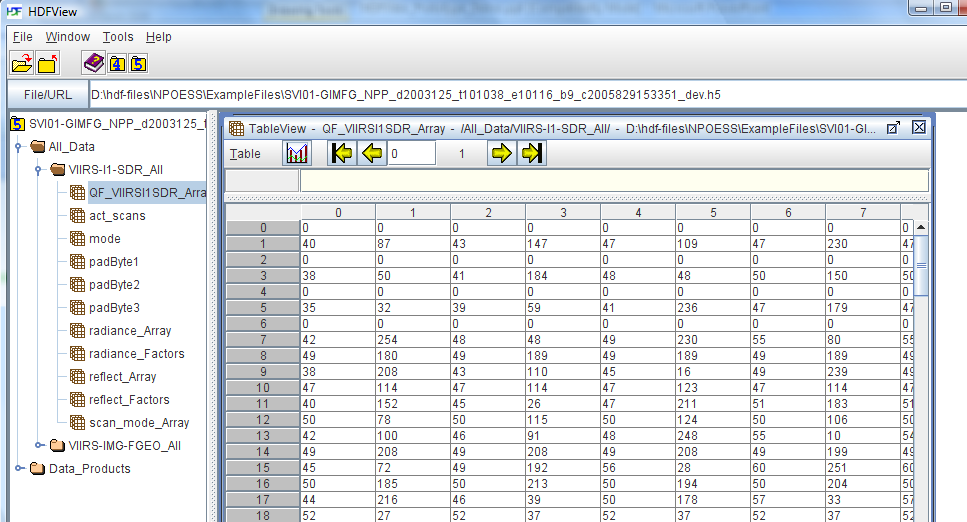 HDFView
File Window Tools Help
4 5
File/URL D:\hdf-files\NPOESS\ExampleFiles\SVI01-GIMFG_NPP_d2003125_t101038_e10116_b9_c2005829153351_dev.h5
5 SVI01-GIMFG_NPP_d2003125_t
All_Data
VIIRS-I1-SDR_All
QF_VIIRSI1SDR_Arra
act_scans
mode
padByte1
padByte2
padByte3
radiance_Array
radiance_Factors
reflect_Array
reflect_Factors
scan_mode_Array
VIIRS-IMG-FGEO_All
Data_Products
TableView - QF_VIIRSI1SDR_Array - /All_Data/VIIRS-I1-SDR_All/ - D:\hdf-files\NPOESS\ExampleFiles\SVI01-GI...
Table 0 1
0 1 2 3 4 5 6 7
0 0 0 0 0 0 0 0 0 0
1 40 87 43 147 47 109 47 230 47
2 0 0 0 0 0 0 0 0 0
3 38 50 41 184 48 48 50 150 50
4 0 0 0 0 0 0 0 0 0
5 35 32 39 59 41 236 47 179 47
6 0 0 0 0 0 0 0 0 0
7 42 254 48 48 49 230 55 80 55
8 49 180 49 189 49 189 49 189 49
9 38 208 43 110 45 16 49 239 49
10 47 114 47 114 47 123 47 114 47
11 40 152 45 26 47 211 51 183 51
12 50 78 50 115 50 124 50 106 50
13 42 100 46 91 48 248 55 10 54
14 49 208 49 208 49 208 49 199 49
15 45 72 49 192 56 28 60 251 60
16 50 185 50 213 50 194 50 204 50
17 44 216 46 39 50 178 57 33 57
18 52 27 52 37 52 37 52 37 52